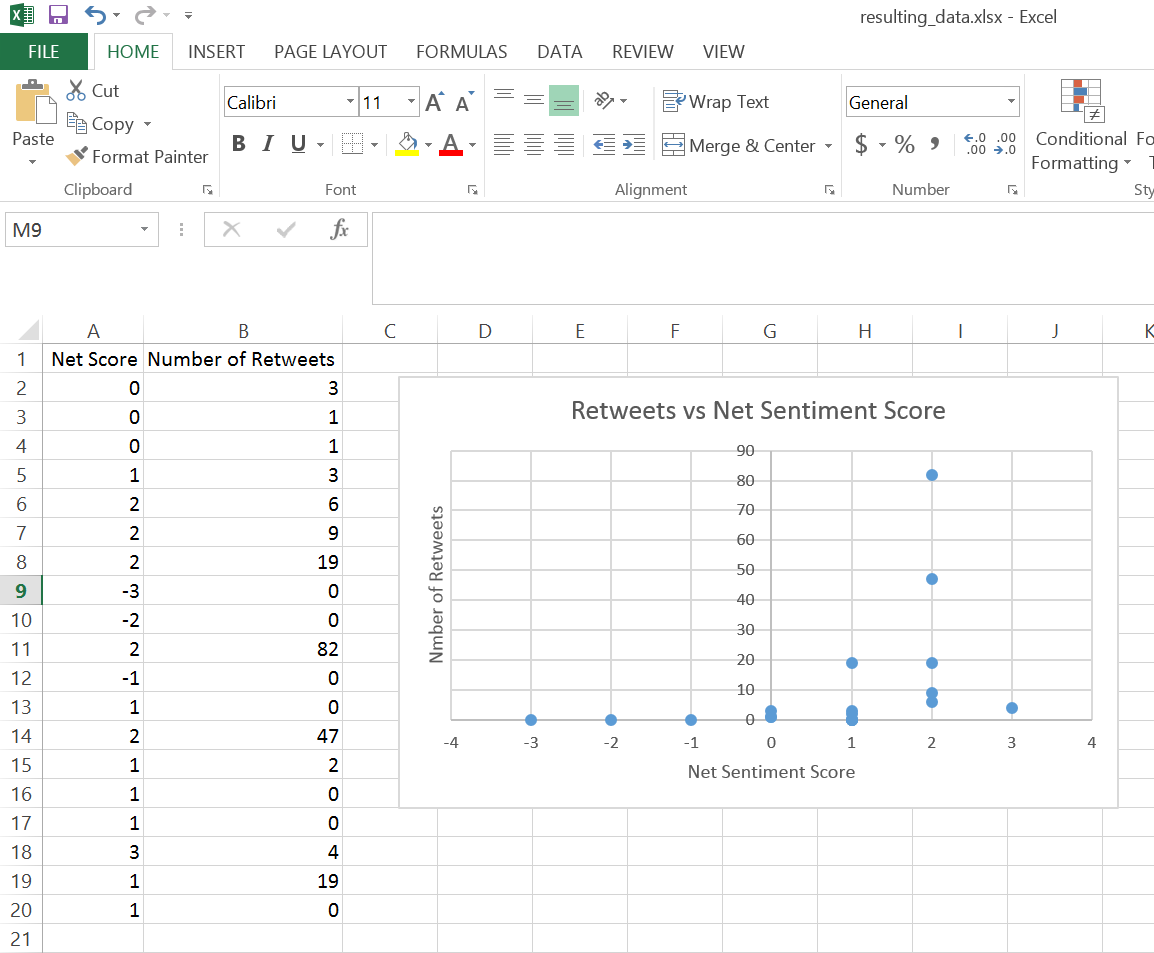 resulting_data.xlsx - Excel
FILE HOME INSERT PAGE LAYOUT FORMULAS DATA REVIEW VIEW
Paste
Cut
Copy
Format Painter
Clipboard
Calibri 11
B I U
Font
Wrap Text
Merge & Center
Alignment
General
$ % , .0 .00 .00 .0
Number
Conditional Fo
Formatting T
Sty
M9 fx
A B C D E F G H I J K
1 Net Score Number of Retweets
2 0 3
3 0 1
4 0 1
5 1 3
6 2 6
7 2 9
8 2 19
9 -3 0
10 -2 0
11 2 82
12 -1 0
13 1 0
14 2 47
15 1 2
16 1 0
17 1 0
18 3 4
19 1 19
20 1 0
21
Retweets vs Net Sentiment Score
Nmber of Retweets
90
80
70
60
50
40
30
20
10
0
-4 -3 -2 -1 0 1 2 3 4
Net Sentiment Score